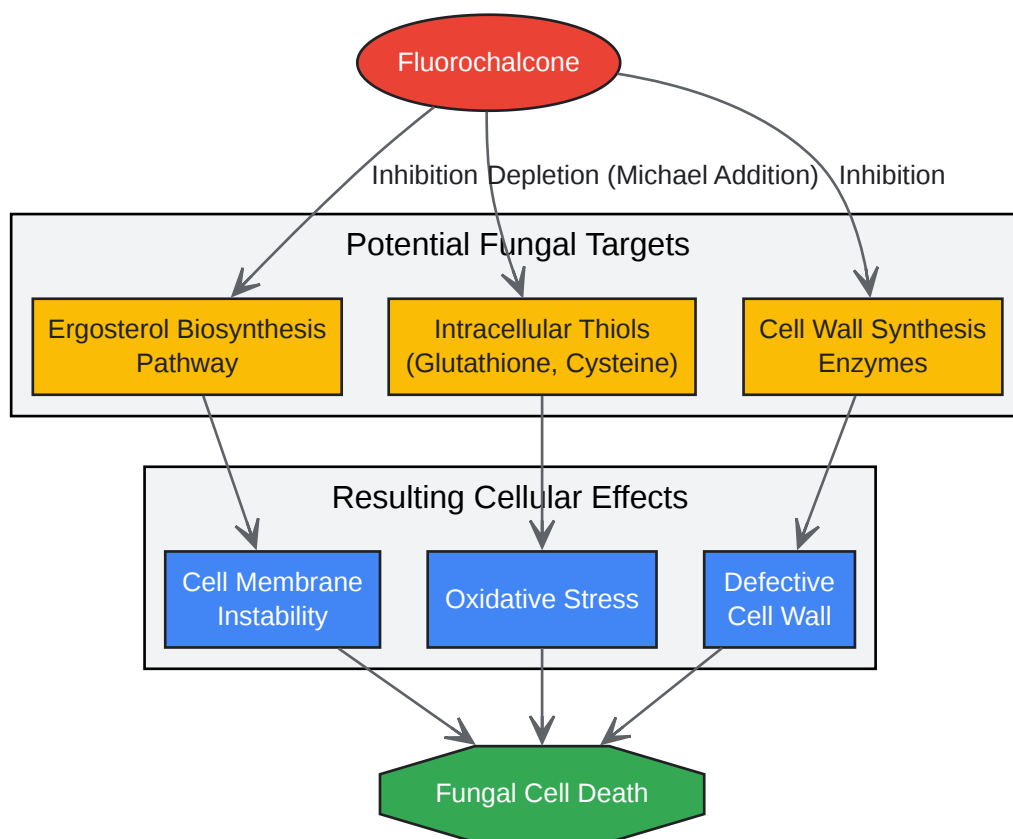 Fluorochalcone
Inhibition Depletion (Michael Addition) Inhibition
Potential Fungal Targets
Ergosterol Biosynthesis
Pathway
Intracellular Thiols
(Glutathione, Cysteine)
Cell Wall Synthesis
Enzymes
Resulting Cellular Effects
Cell Membrane
Instability
Oxidative Stress
Defective
Cell Wall
Fungal Cell Death